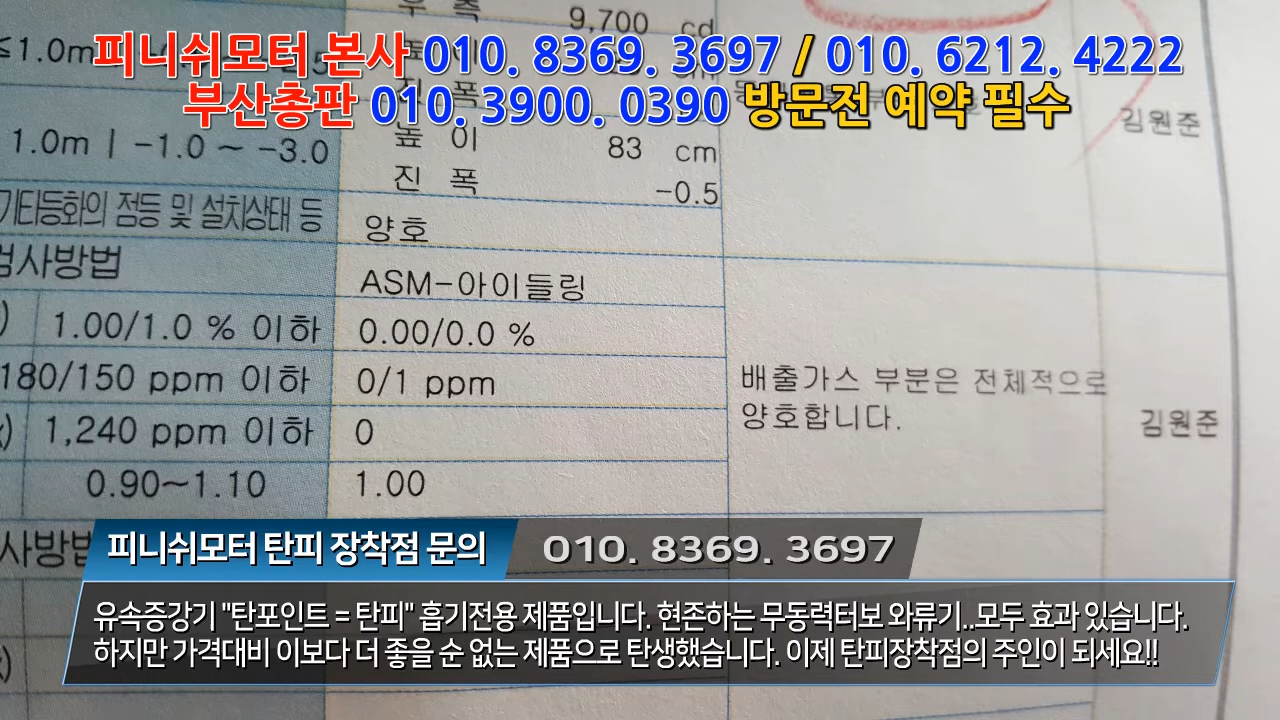 우 측 9,700 cd
피니쉬모터 본사 010. 8369. 3697 / 010. 6212. 4222
부산총판 010. 3900. 0390 방문전 예약 필수
김원준
1.0m | -1.0 ~ -3.0
높 이 83 cm
진 폭 -0.5
기타등화의 점등 및 설치상태 등 양호
검사방법 ASM-아이들링
1.00/1.0 % 이하 0.00/0.0 %
180/150 ppm 이하 0/1 ppm
배출가스 부분은 전체적으로
양호합니다.
김원준
1,240 ppm 이하 0
0.90~1.10 1.00
피니쉬모터 탄피 장착점 문의 010. 8369. 3697
유속증강기 "탄포인트 = 탄피" 흡기전용 제품입니다. 현존하는 무동력터보 와류기..모두 효과 있습니다.
하지만 가격대비 이보다 더 좋을 순 없는 제품으로 탄생했습니다. 이제 탄피장착점의 주인이 되세요!!